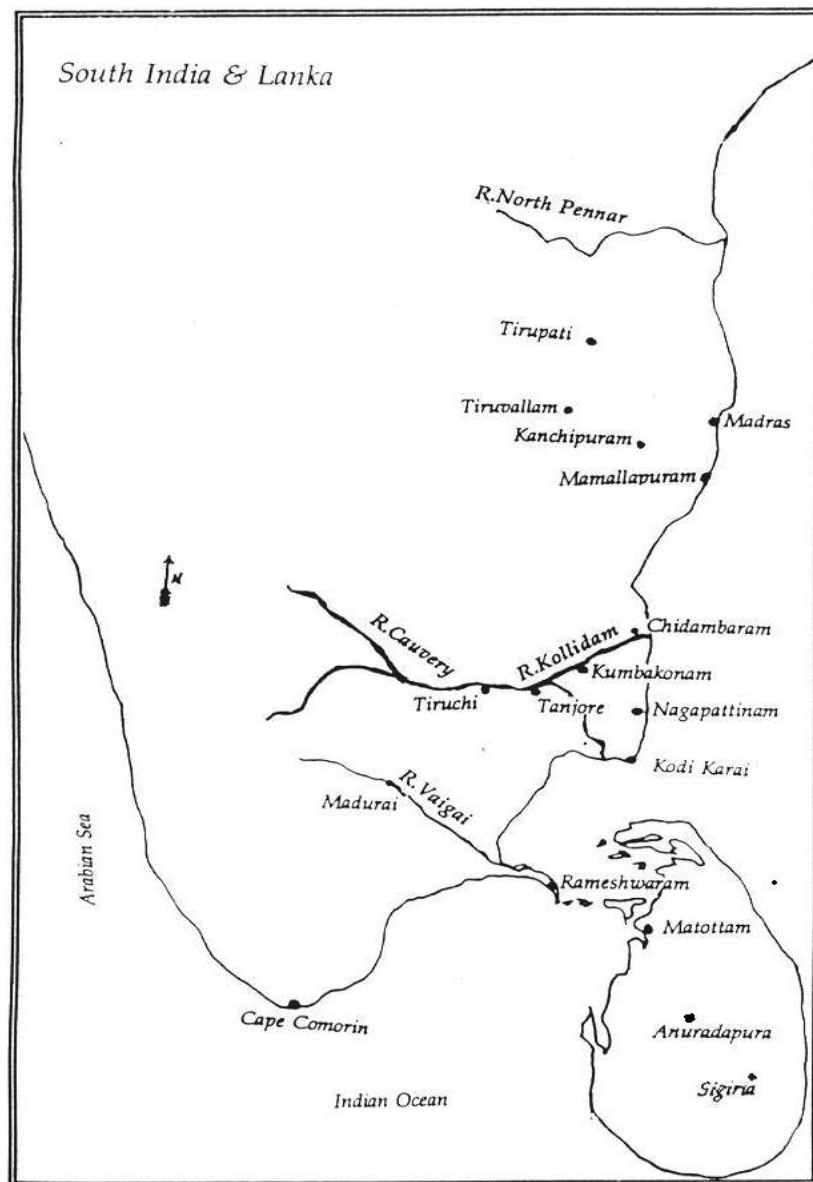 South India & Lanka
R.North Pennar
Tirupati
Tiruvallam
Madras
Kanchipuram
Mamallapuram
N
R.Cauvery
R.Kollidam
Chidambaram
Kumbakonam
Tiruchi
Tanjore
Nagapattinam
Kodi Karai
R.Vaigai
Madurai
Arabian Sea
Rameshwaram
Matottam
Cape Comorin
Anuradapura
Sigiria
Indian Ocean